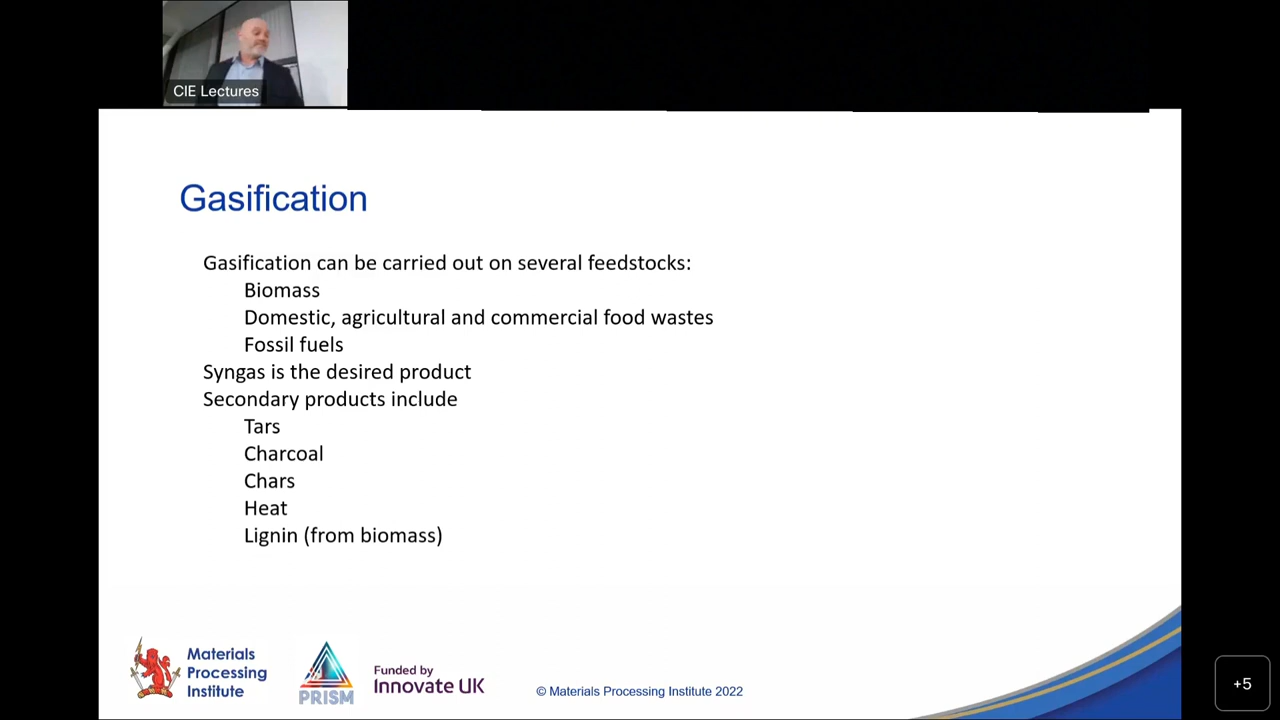 CIE Lectures
Gasification
Gasification can be carried out on several feedstocks:
Biomass
Domestic, agricultural and commercial food wastes
Fossil fuels
Syngas is the desired product
Secondary products include
Tars
Charcoal
Chars
Heat
Lignin (from biomass)
Materials
Processing
Institute
PRISM
Funded by
Innovate UK
© Materials Processing Institute 2022
+5